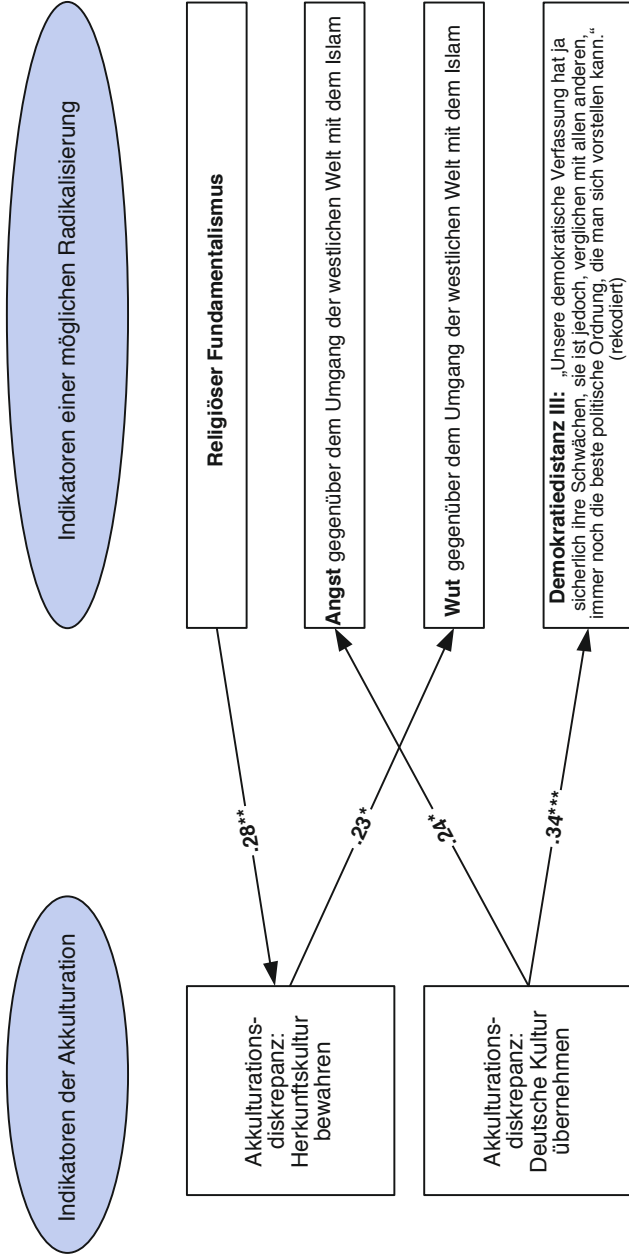 Indikatoren der Akkulturation
Indikatoren einer möglichen Radikalisierung
Akkulturations-
diskrepanz:
Herkunftskultur
bewahren
Akkulturations-
diskrepanz:
Deutsche Kultur
übernehmen
.28**
.23*
.24*
.34***
Religiöser Fundamentalismus
Angst gegenüber dem Umgang der westlichen Welt mit dem Islam
Wut gegenüber dem Umgang der westlichen Welt mit dem Islam
Demokratiedistanz III: „Unsere demokratische Verfassung hat ja
sicherlich ihre Schwächen, sie ist jedoch, verglichen mit allen anderen,
immer noch die beste politische Ordnung, die man sich vorstellen kann.“
(rekodiert)